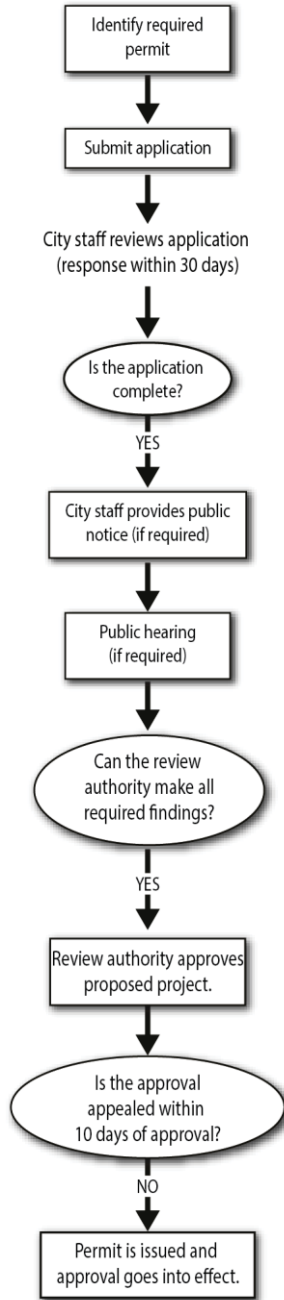 Identify required
permit
Submit application
City staff reviews application
(response within 30 days)
Is the application
complete?
YES
City staff provides public
notice (if required)
Public hearing
(if required)
Can the review
authority make all
required findings?
YES
Review authority approves
proposed project.
Is the approval
appealed within
10 days of approval?
NO
Permit is issued and
approval goes into effect.